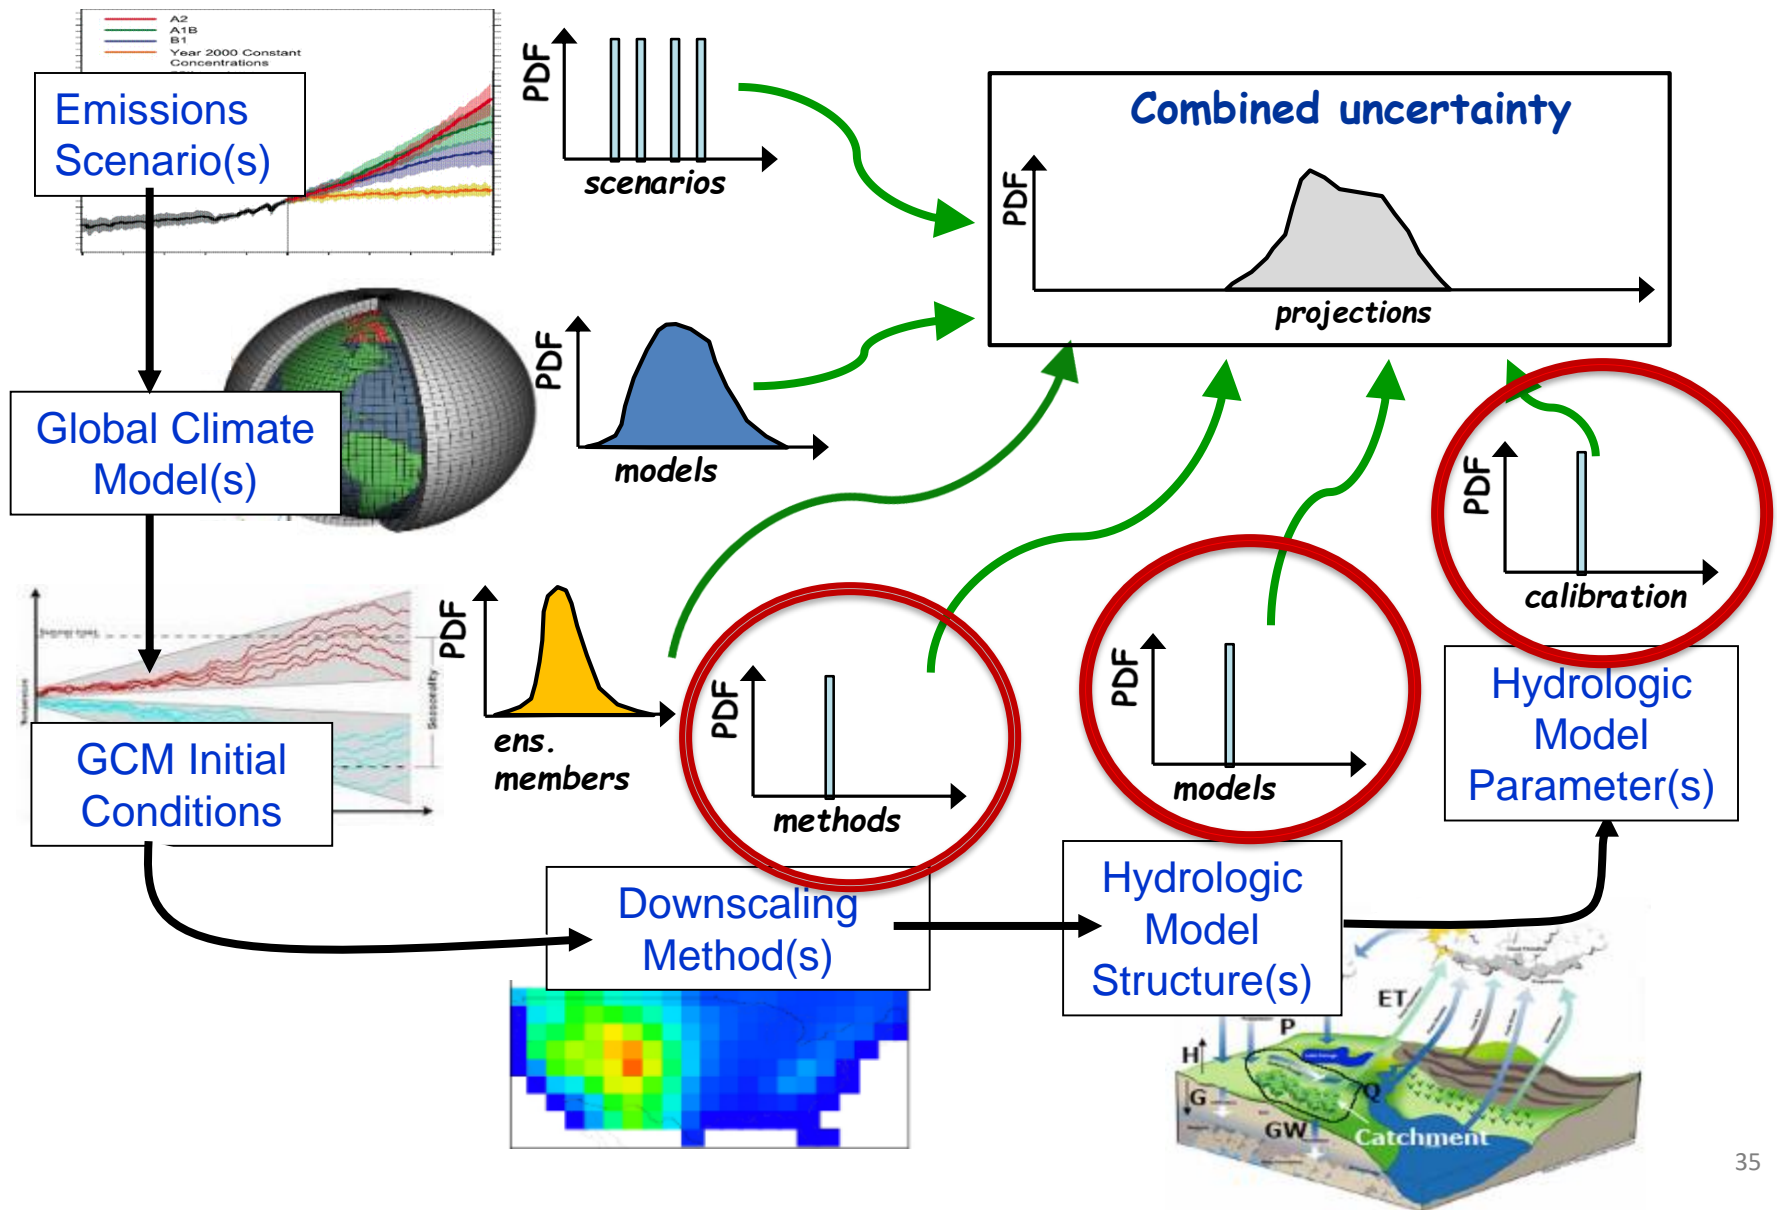 A2
A1B
B1
Year 2000 Constant
Concentrations
Emissions
Scenario(s)
PDF
scenarios
Combined uncertainty
PDF
projections
Global Climate
Model(s)
PDF
models
PDF
calibration
Hydrologic
Model
Parameter(s)
GCM Initial
Conditions
PDF
ens.
members
PDF
methods
PDF
models
Downscaling
Method(s)
Hydrologic
Model
Structure(s)
ET
P
H
G
Q
GW
Catchment
35